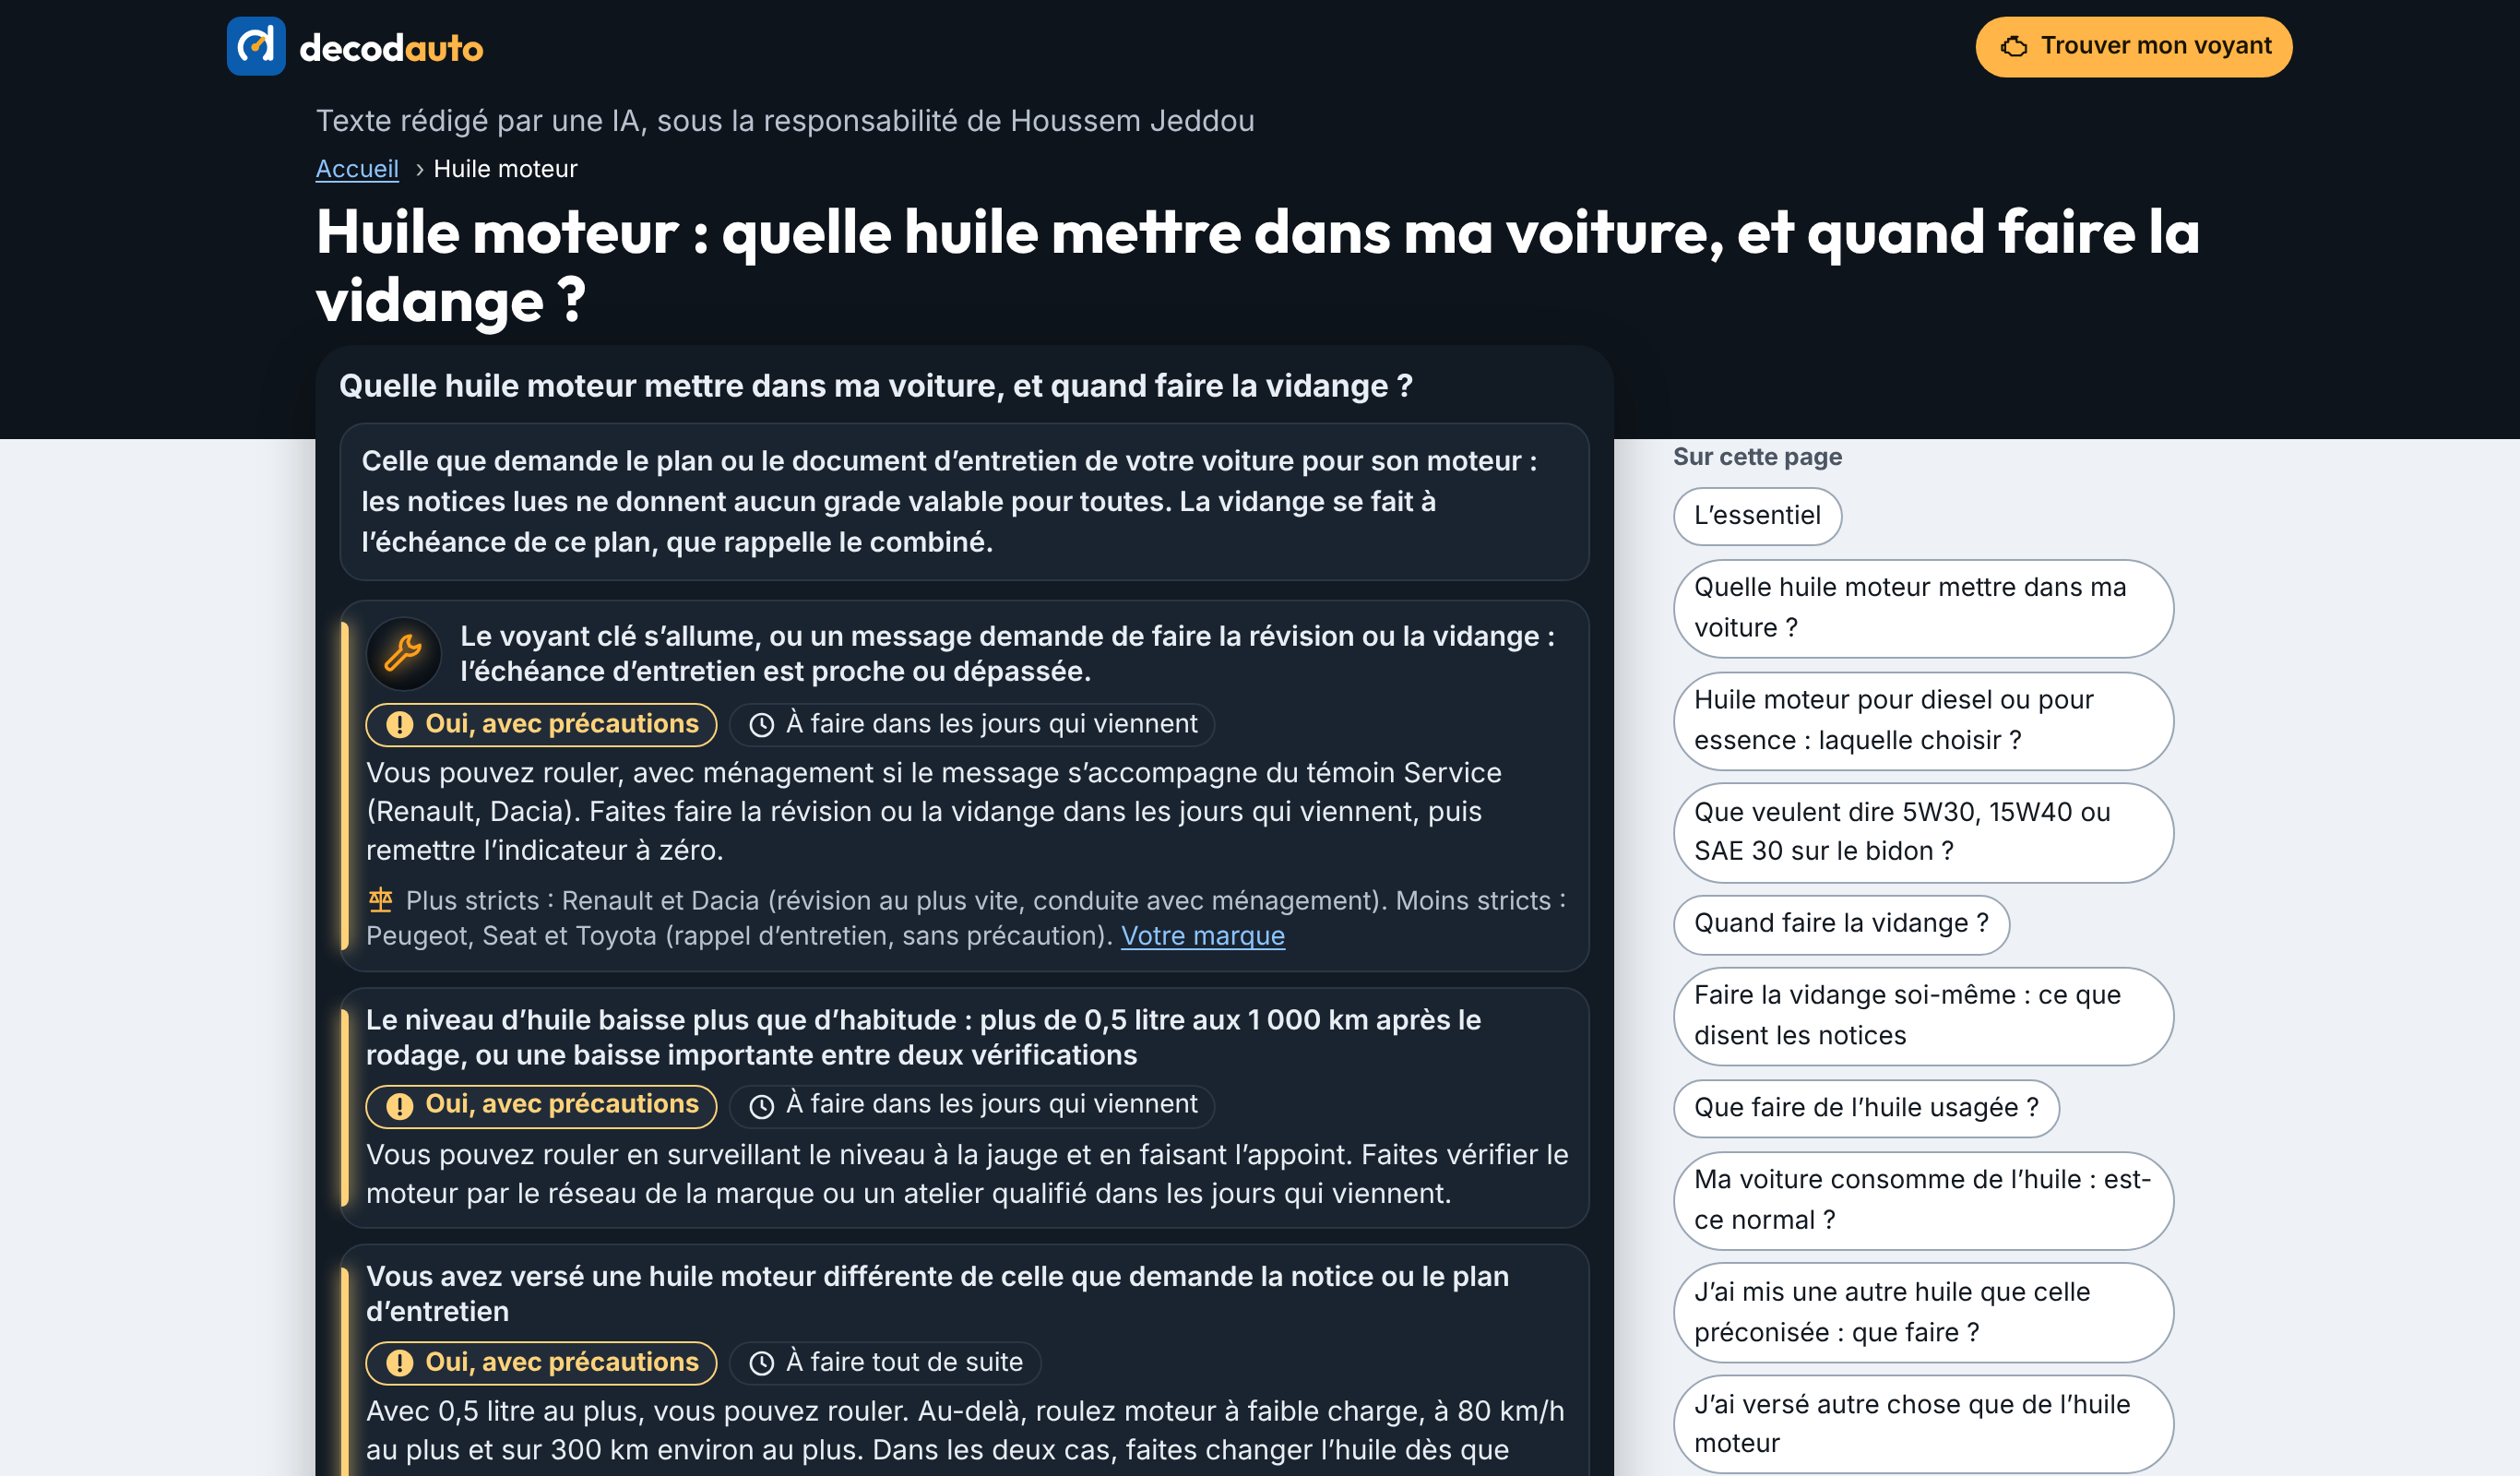 decodauto
Trouver mon voyant
Texte rédigé par une IA, sous la responsabilité de Houssem Jeddou
Accueil › Huile moteur
Huile moteur : quelle huile mettre dans ma voiture, et quand faire la
vidange ?
Quelle huile moteur mettre dans ma voiture, et quand faire la vidange ?
Celle que demande le plan ou le document d’entretien de votre voiture pour son moteur :
les notices lues ne donnent aucun grade valable pour toutes. La vidange se fait à
l’échéance de ce plan, que rappelle le combiné.
Le voyant clé s’allume, ou un message demande de faire la révision ou la vidange :
l’échéance d’entretien est proche ou dépassée.
Oui, avec précautions
À faire dans les jours qui viennent
Vous pouvez rouler, avec ménagement si le message s’accompagne du témoin Service
(Renault, Dacia). Faites faire la révision ou la vidange dans les jours qui viennent, puis
remettre l’indicateur à zéro.
Plus stricts : Renault et Dacia (révision au plus vite, conduite avec ménagement). Moins stricts :
Peugeot, Seat et Toyota (rappel d’entretien, sans précaution). Votre marque
Le niveau d’huile baisse plus que d’habitude : plus de 0,5 litre aux 1 000 km après le
rodage, ou une baisse importante entre deux vérifications
Oui, avec précautions
À faire dans les jours qui viennent
Vous pouvez rouler en surveillant le niveau à la jauge et en faisant l’appoint. Faites vérifier le
moteur par le réseau de la marque ou un atelier qualifié dans les jours qui viennent.
Vous avez versé une huile moteur différente de celle que demande la notice ou le plan
d’entretien
Oui, avec précautions
À faire tout de suite
Avec 0,5 litre au plus, vous pouvez rouler. Au-delà, roulez moteur à faible charge, à 80 km/h
au plus et sur 300 km environ au plus. Dans les deux cas, faites changer l’huile dès que
Sur cette page
L’essentiel
Quelle huile moteur mettre dans ma
voiture ?
Huile moteur pour diesel ou pour
essence : laquelle choisir ?
Que veulent dire 5W30, 15W40 ou
SAE 30 sur le bidon ?
Quand faire la vidange ?
Faire la vidange soi-même : ce que
disent les notices
Que faire de l’huile usagée ?
Ma voiture consomme de l’huile : est-
ce normal ?
J’ai mis une autre huile que celle
préconisée : que faire ?
J’ai versé autre chose que de l’huile
moteur